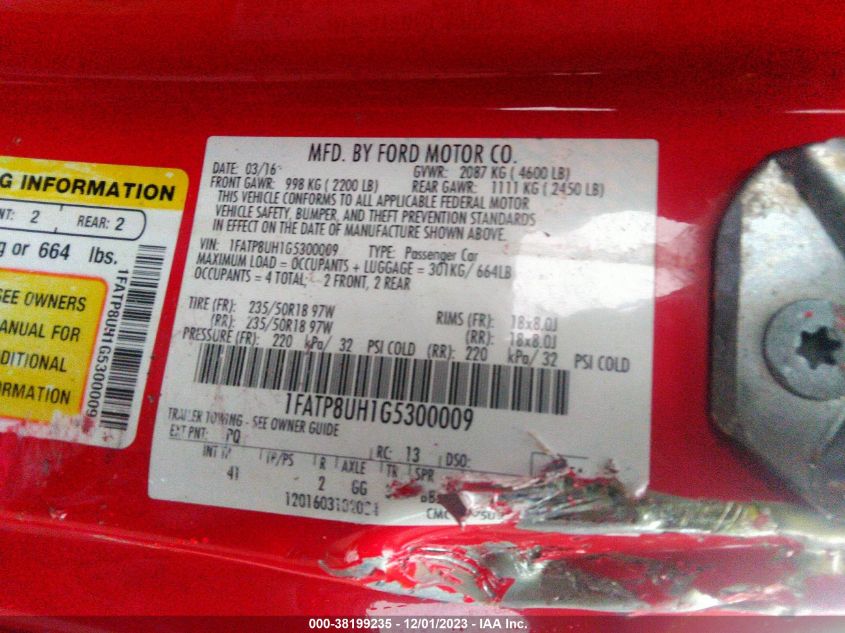 G INFORMATION
NT: 2 REAR: 2
g or 664 lbs.
SEE OWNERS
MANUAL FOR
DITIONAL
ORMATION
1FATP8UH1G5300009
MFD. BY FORD MOTOR CO.
DATE: 03/16 GVWR: 2087 KG ( 4600 LB)
FRONT GAWR: 998 KG ( 2200 LB) REAR GAWR: 1111 KG ( 2450 LB)
THIS VEHICLE CONFORMS TO ALL APPLICABLE FEDERAL MOTOR
VEHICLE SAFETY, BUMPER, AND THEFT PREVENTION STANDARDS
IN EFFECT ON THE DATE OF MANUFACTURE SHOWN ABOVE.
VIN: 1FATP8UH1G5300009 TYPE: Passenger Car
MAXIMUM LOAD = OCCUPANTS + LUGGAGE = 301KG/ 664LB
OCCUPANTS = 4 TOTAL; 2 FRONT, 2 REAR
TIRE (FR): 235/50R18 97W RIMS (FR): 18x8.0J
(RR): 235/50R18 97W (RR): 18x8.0J
PRESSURE (FR): 220 kPa/ 32 PSI COLD (RR): 220 kPa/ 32 PSI COLD
1FATP8UH1G5300009
TRAILER TOWING - SEE OWNER GUIDE
EXT PNT: PQ RC: 13 DSO:
INT TR TP/PS R AXLE TR SPR
41 2 GG
CMC
000-38199235 - 12/01/2023 - IAA Inc.